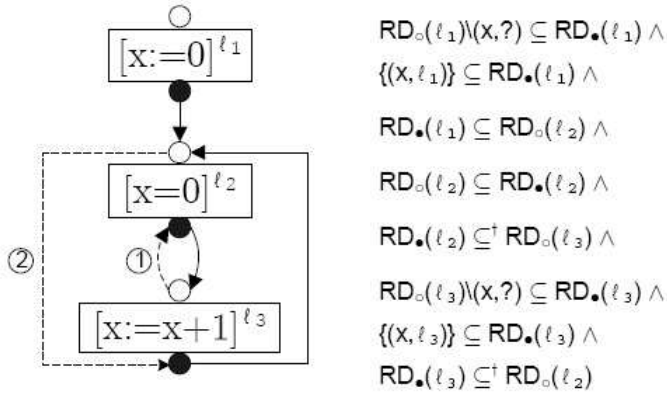 [x:=0]^ℓ₁
[x=0]^ℓ₂
② ①
[x:=x+1]^ℓ₃
RD∘(ℓ₁)\(x,?) ⊆ RD•(ℓ₁) ∧
{(x,ℓ₁)} ⊆ RD•(ℓ₁) ∧
RD•(ℓ₁) ⊆ RD∘(ℓ₂) ∧
RD∘(ℓ₂) ⊆ RD•(ℓ₂) ∧
RD•(ℓ₂) ⊆† RD∘(ℓ₃) ∧
RD∘(ℓ₃)\(x,?) ⊆ RD•(ℓ₃) ∧
{(x,ℓ₃)} ⊆ RD•(ℓ₃) ∧
RD•(ℓ₃) ⊆† RD∘(ℓ₂)